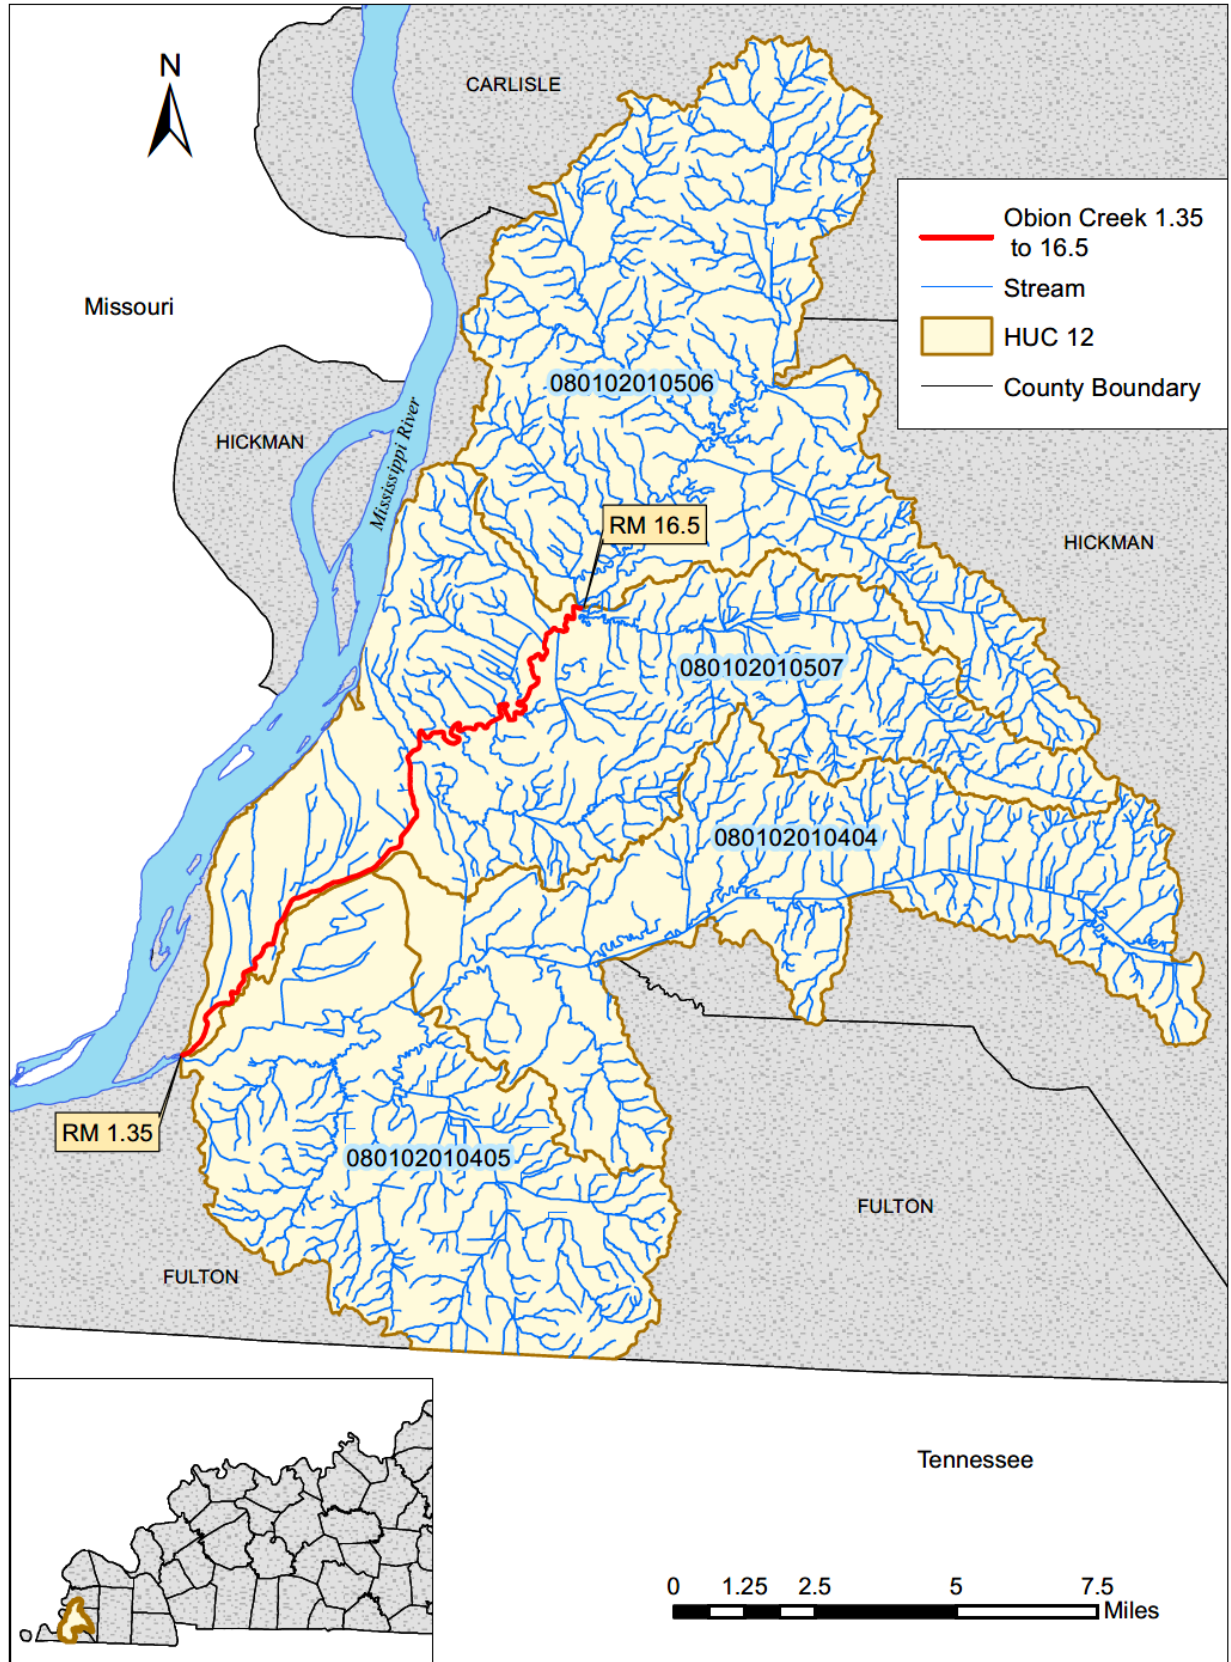 N
CARLISLE
Obion Creek 1.35
to 16.5
Stream
HUC 12
County Boundary
Missouri
080102010506
HICKMAN
Mississippi River
RM 16.5
HICKMAN
080102010507
080102010404
RM 1.35
080102010405
FULTON
FULTON
Tennessee
0 1.25 2.5 5 7.5
Miles